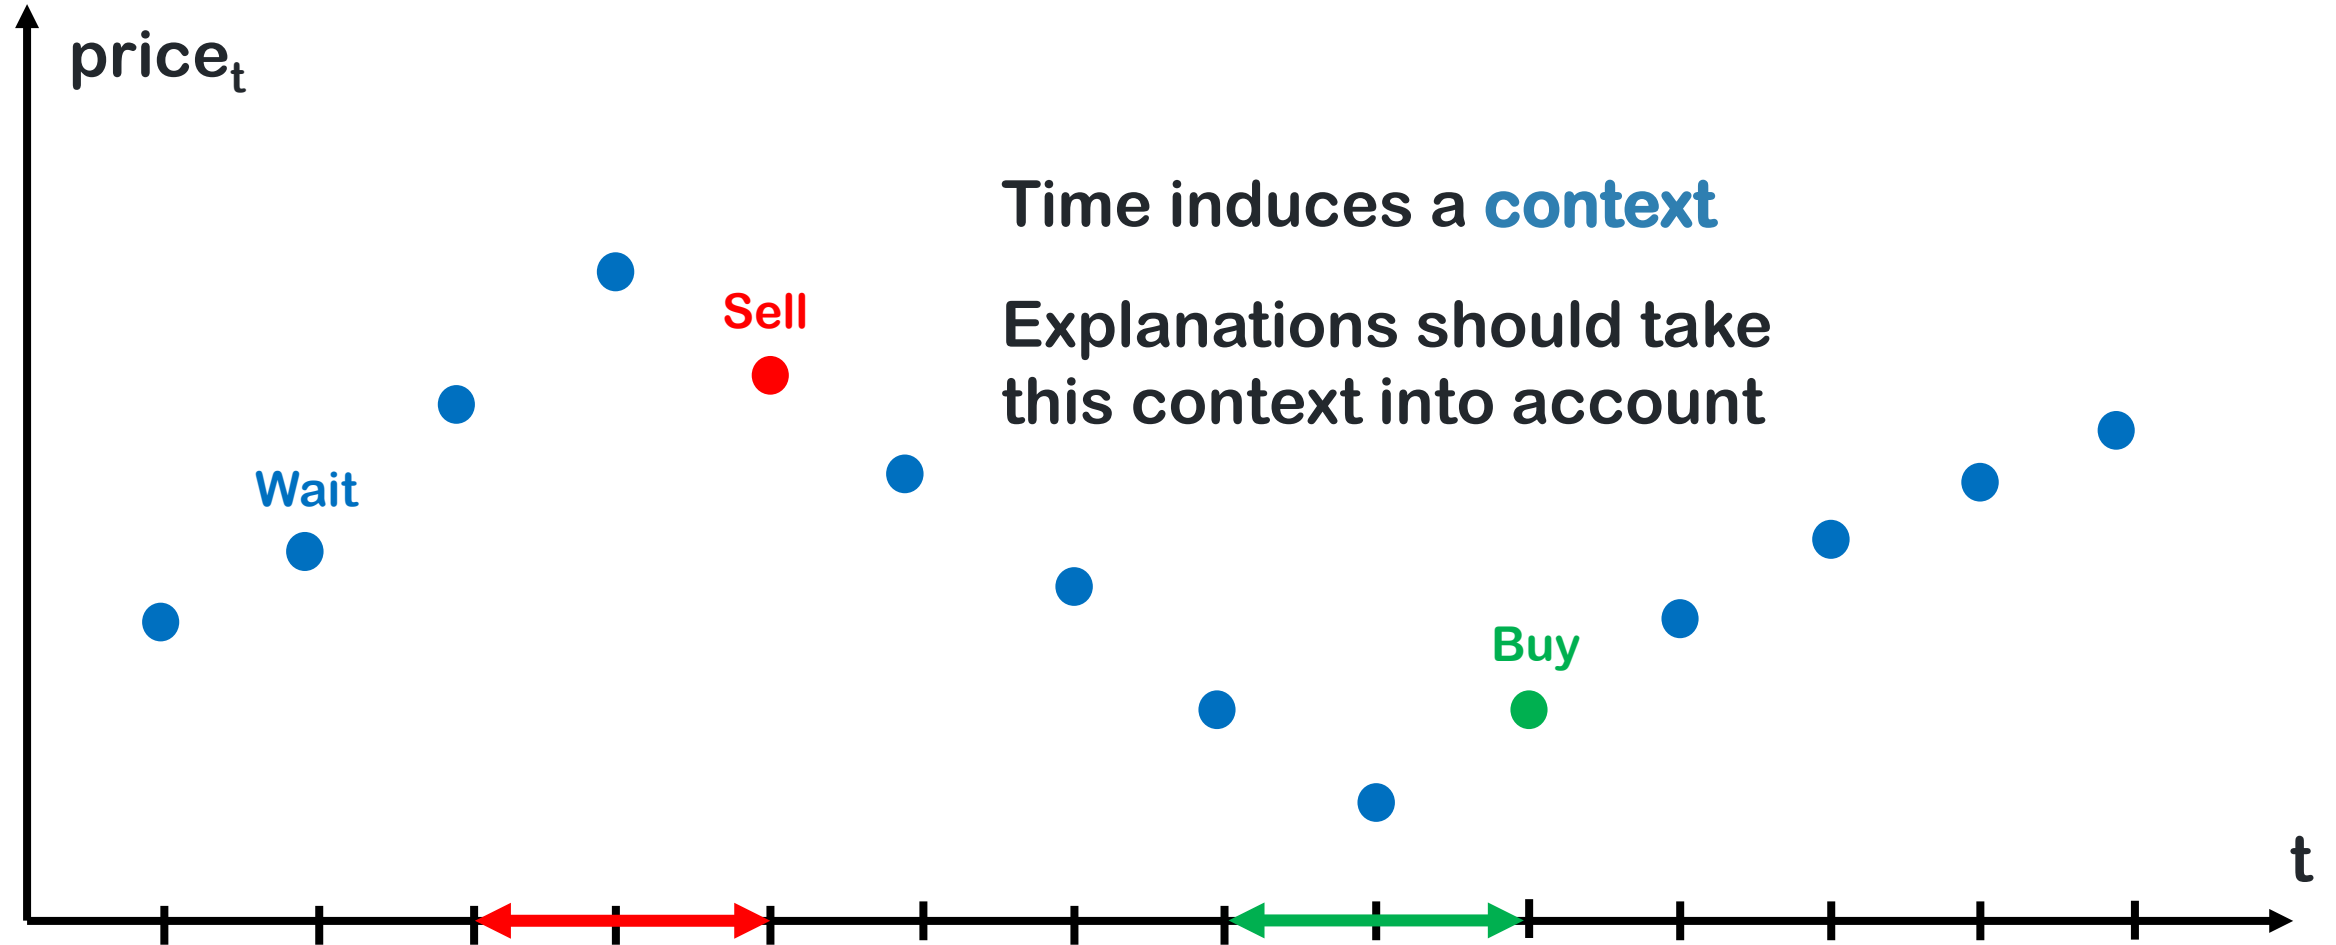 price_t
Time induces a context
Sell
Explanations should take
this context into account
Wait
Buy
t